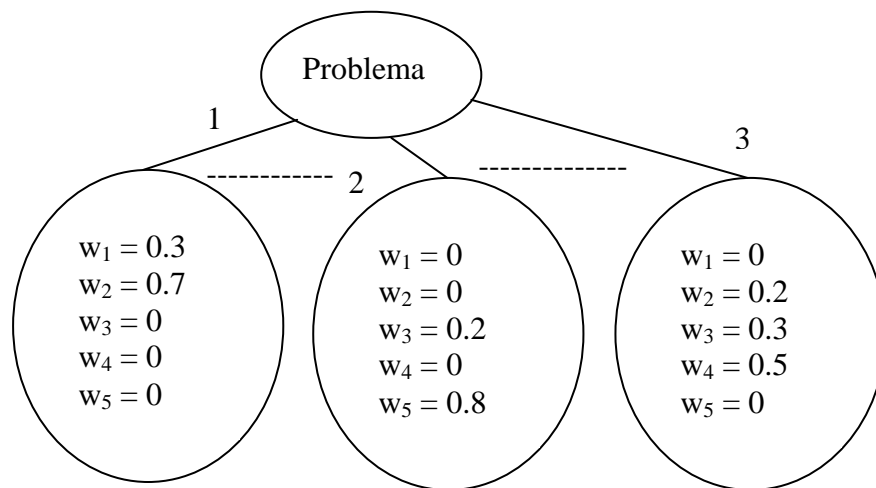 Problema
1
2
3
w₁ = 0.3
w₂ = 0.7
w₃ = 0
w₄ = 0
w₅ = 0
w₁ = 0
w₂ = 0
w₃ = 0.2
w₄ = 0
w₅ = 0.8
w₁ = 0
w₂ = 0.2
w₃ = 0.3
w₄ = 0.5
w₅ = 0